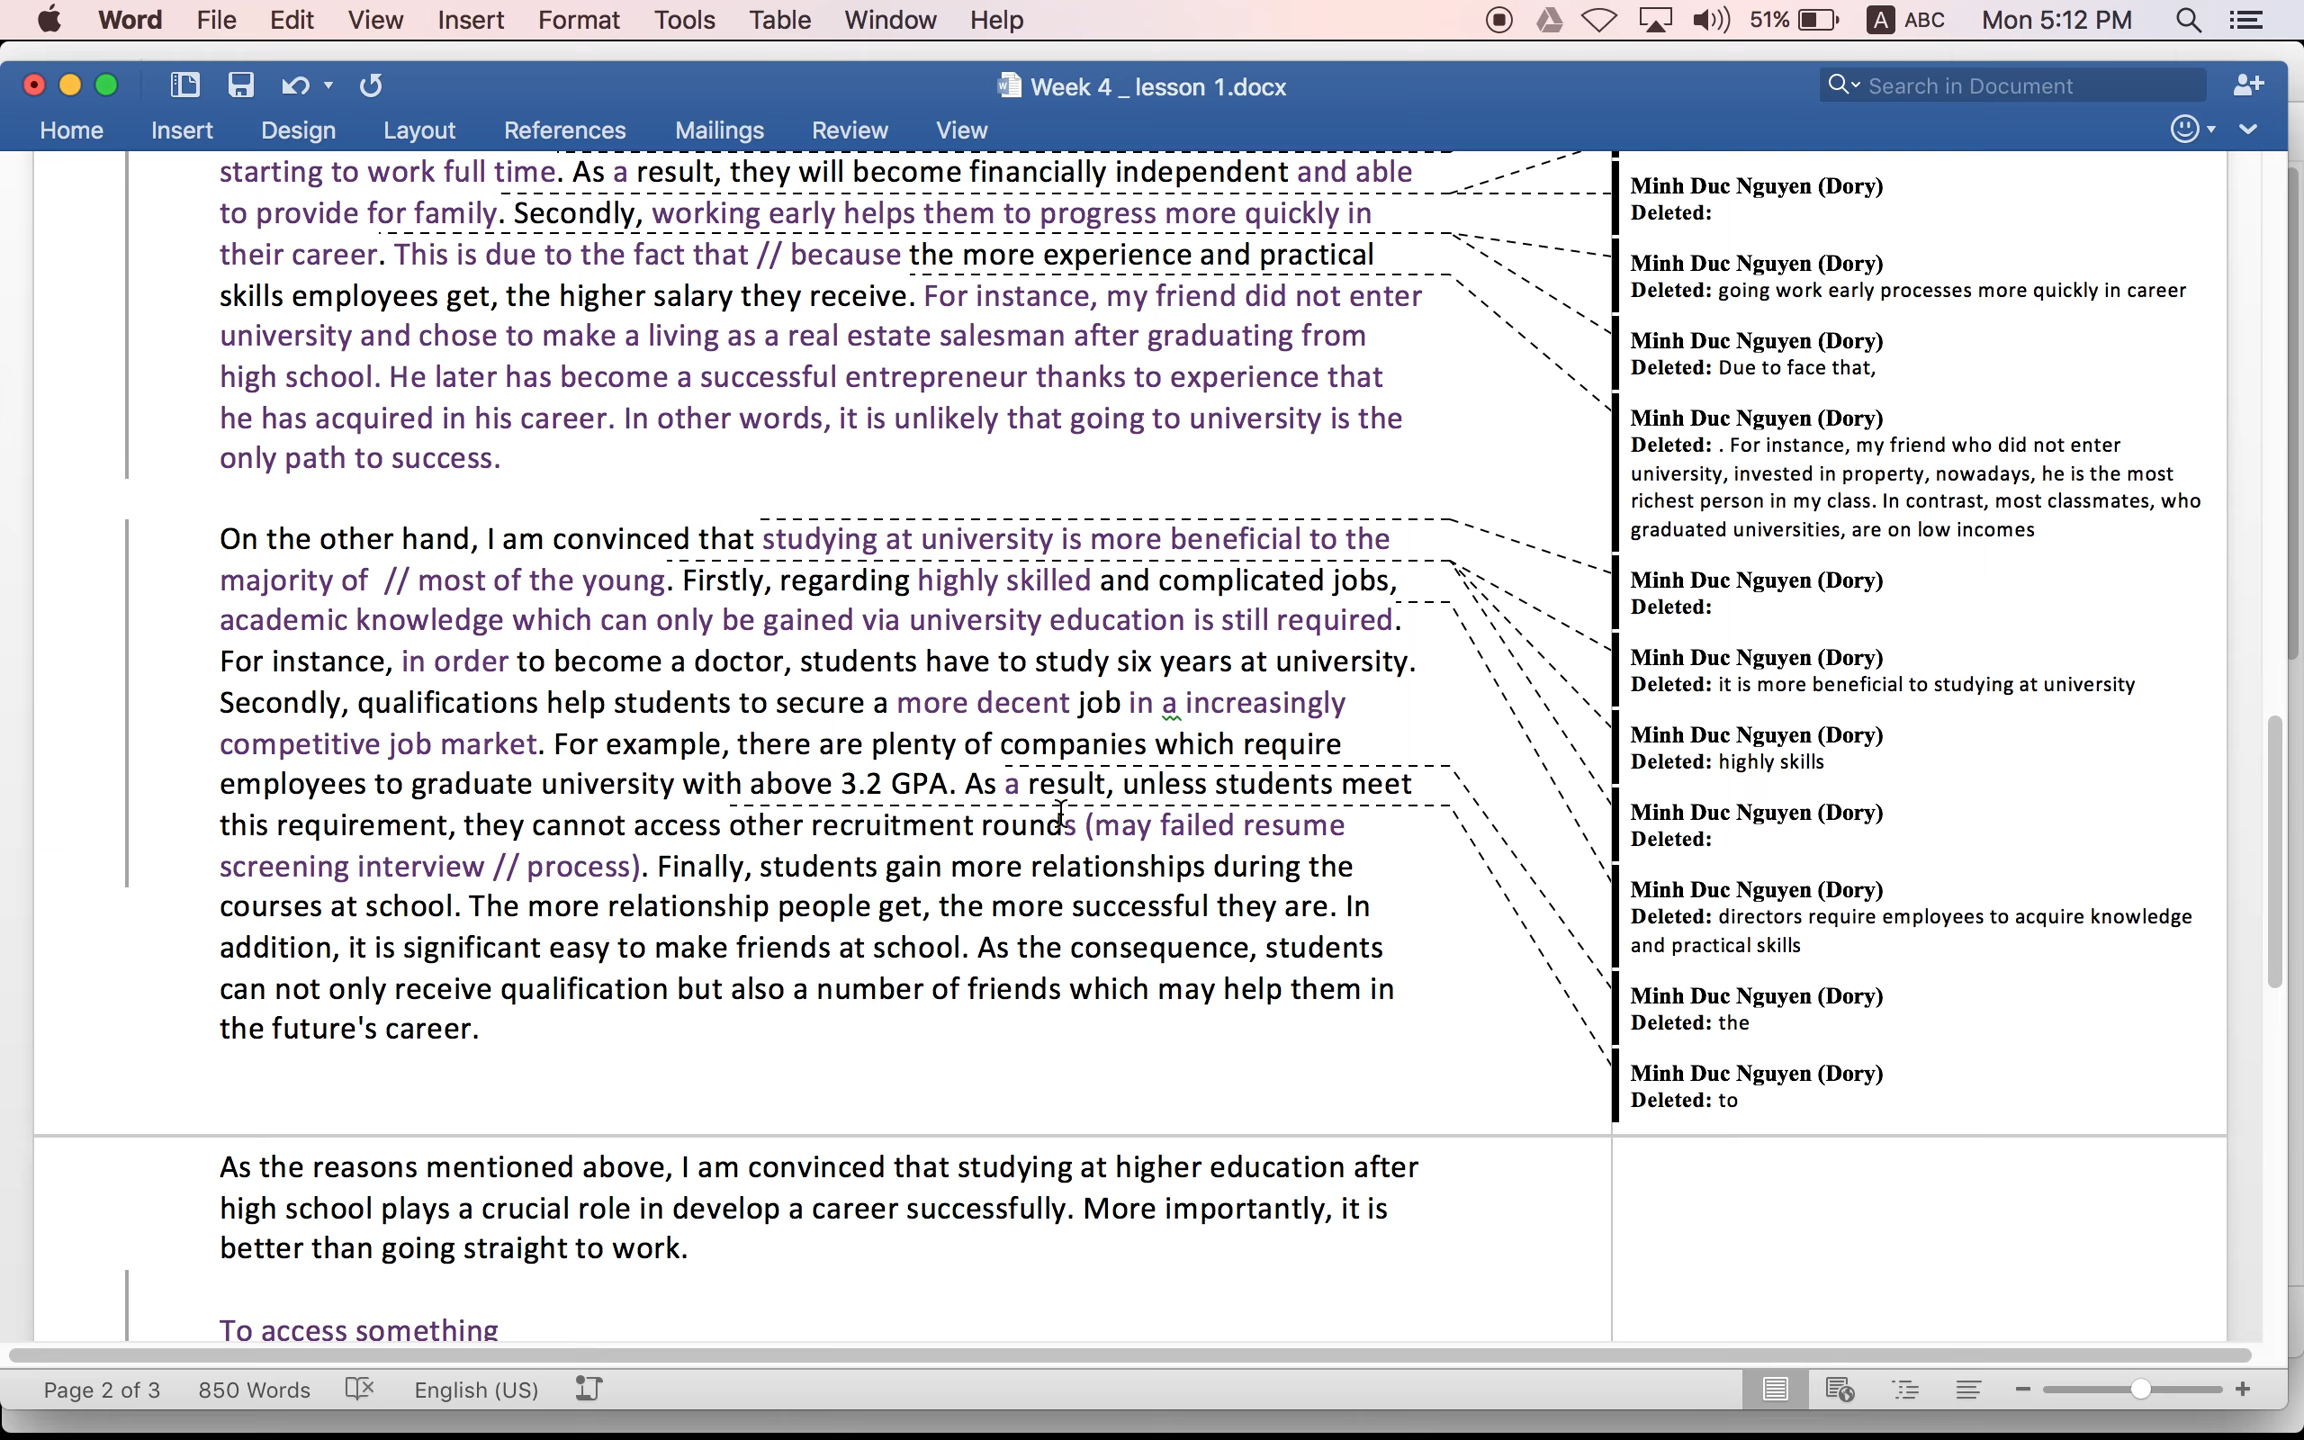 Word File Edit View Insert Format Tools Table Window Help 51% A ABC Mon 5:12 PM
Week 4 _ lesson 1.docx Search in Document
Home Insert Design Layout References Mailings Review View
starting to work full time. As a result, they will become financially independent and able
to provide for family. Secondly, working early helps them to progress more quickly in
their career. This is due to the fact that // because the more experience and practical
skills employees get, the higher salary they receive. For instance, my friend did not enter
university and chose to make a living as a real estate salesman after graduating from
high school. He later has become a successful entrepreneur thanks to experience that
he has acquired in his career. In other words, it is unlikely that going to university is the
only path to success.
On the other hand, I am convinced that studying at university is more beneficial to the
majority of // most of the young. Firstly, regarding highly skilled and complicated jobs,
academic knowledge which can only be gained via university education is still required.
For instance, in order to become a doctor, students have to study six years at university.
Secondly, qualifications help students to secure a more decent job in a increasingly
competitive job market. For example, there are plenty of companies which require
employees to graduate university with above 3.2 GPA. As a result, unless students meet
this requirement, they cannot access other recruitment rounds (may failed resume
screening interview // process). Finally, students gain more relationships during the
courses at school. The more relationship people get, the more successful they are. In
addition, it is significant easy to make friends at school. As the consequence, students
can not only receive qualification but also a number of friends which may help them in
the future's career.
As the reasons mentioned above, I am convinced that studying at higher education after
high school plays a crucial role in develop a career successfully. More importantly, it is
better than going straight to work.
To access something
Minh Duc Nguyen (Dory)
Deleted:
Minh Duc Nguyen (Dory)
Deleted: going work early processes more quickly in career
Minh Duc Nguyen (Dory)
Deleted: Due to face that,
Minh Duc Nguyen (Dory)
Deleted: . For instance, my friend who did not enter
university, invested in property, nowadays, he is the most
richest person in my class. In contrast, most classmates, who
graduated universities, are on low incomes
Minh Duc Nguyen (Dory)
Deleted:
Minh Duc Nguyen (Dory)
Deleted: it is more beneficial to studying at university
Minh Duc Nguyen (Dory)
Deleted: highly skills
Minh Duc Nguyen (Dory)
Deleted:
Minh Duc Nguyen (Dory)
Deleted: directors require employees to acquire knowledge
and practical skills
Minh Duc Nguyen (Dory)
Deleted: the
Minh Duc Nguyen (Dory)
Deleted: to
Page 2 of 3 850 Words English (US)